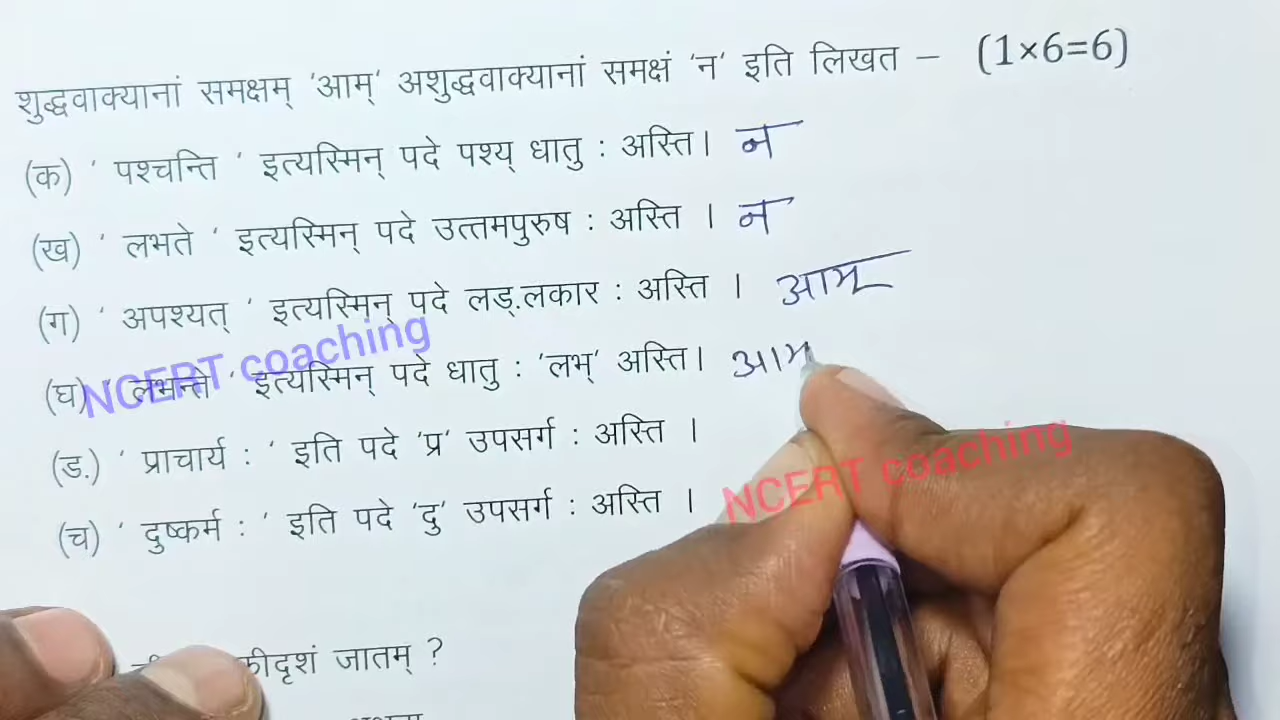 शुद्धवाक्यानां समक्षम् 'आम्' अशुद्धवाक्यानां समक्षं 'न' इति लिखत – (1×6=6)
(क) ' पश्चन्ति ' इत्यस्मिन् पदे पश्य् धातु : अस्ति। न
(ख) ' लभते ' इत्यस्मिन् पदे उत्तमपुरुष : अस्ति । न
(ग) ' अपश्यत् ' इत्यस्मिन् पदे लड्.लकार : अस्ति । आम्
(घ) ' लभन्ते ' इत्यस्मिन् पदे धातु : 'लभ्' अस्ति। आम
(ड.) ' प्राचार्य : ' इति पदे 'प्र' उपसर्ग : अस्ति ।
(च) ' दुष्कर्म : ' इति पदे 'दु' उपसर्ग : अस्ति ।
कीदृशं जातम् ?
NCERT coaching
NCERT coaching